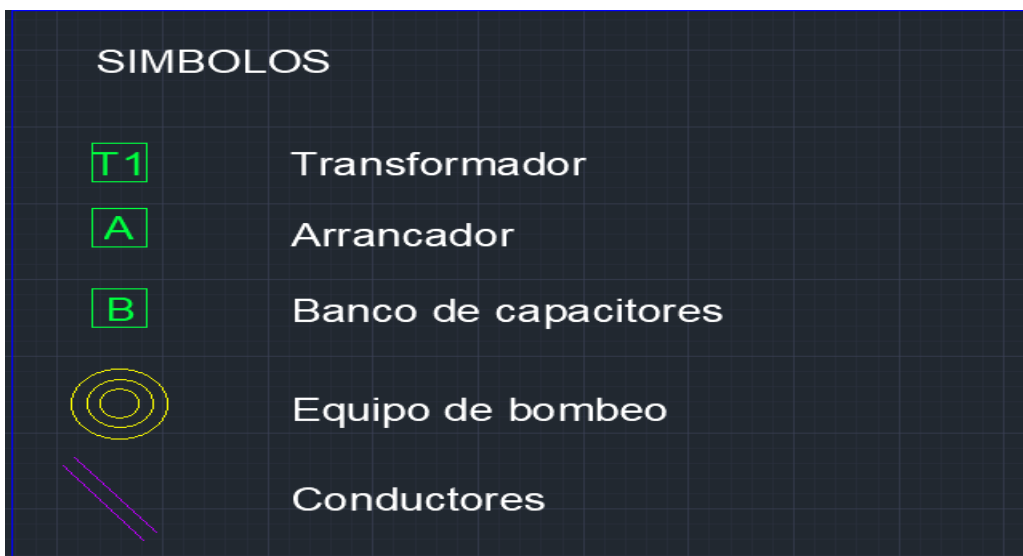 SIMBOLOS
T1 Transformador
A Arrancador
B Banco de capacitores
Equipo de bombeo
Conductores